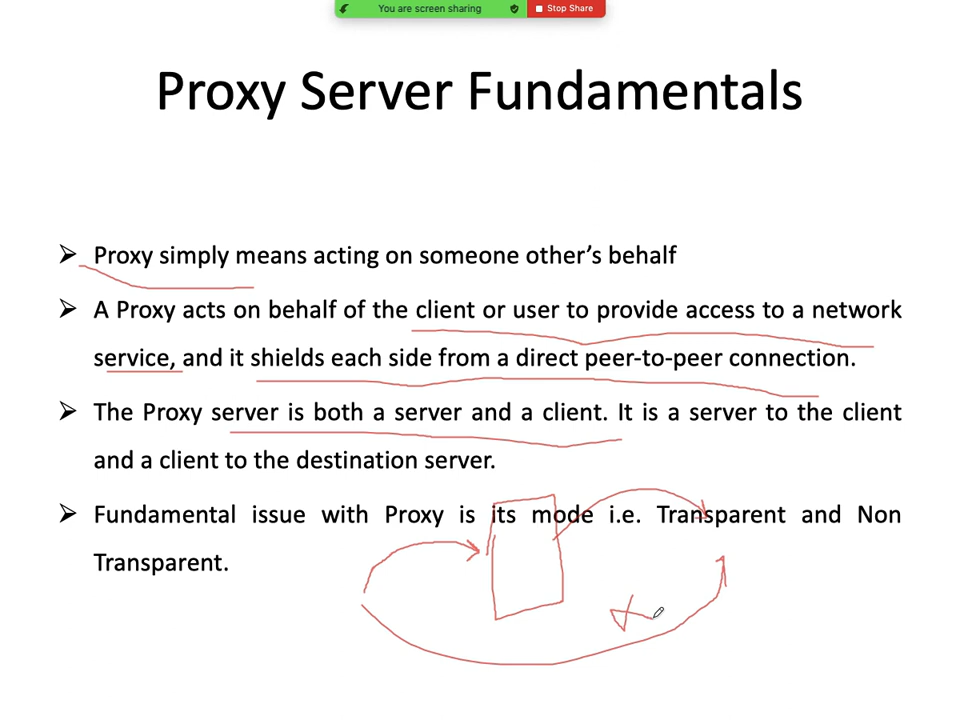 You are screen sharing Stop Share
Proxy Server Fundamentals
Proxy simply means acting on someone other’s behalf
A Proxy acts on behalf of the client or user to provide access to a network
service, and it shields each side from a direct peer-to-peer connection.
The Proxy server is both a server and a client. It is a server to the client
and a client to the destination server.
Fundamental issue with Proxy is its mode i.e. Transparent and Non
Transparent.